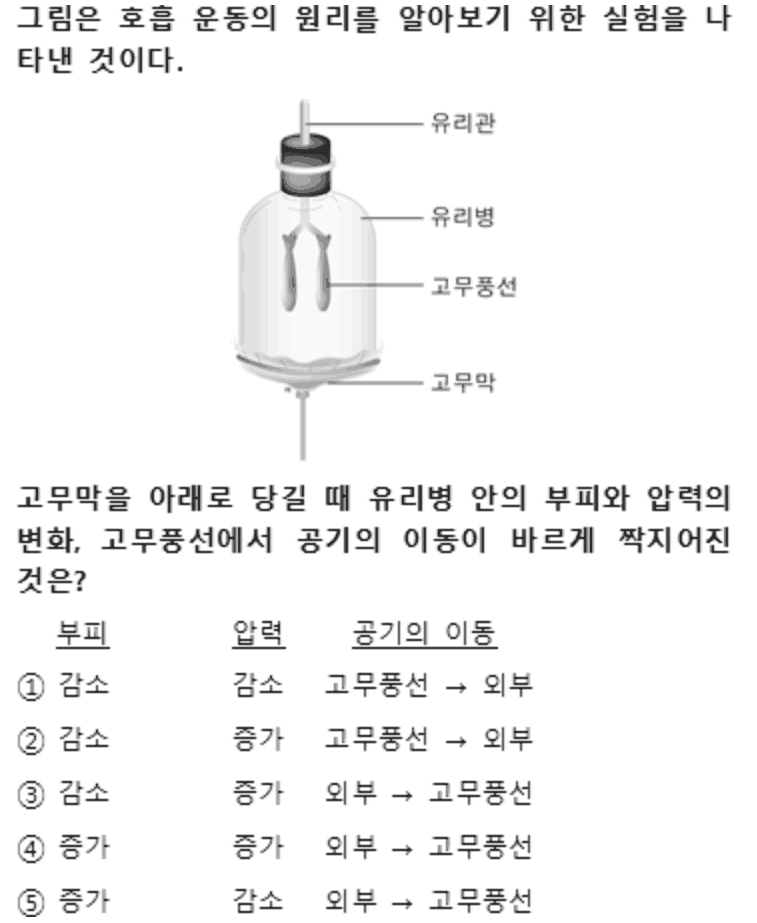 그림은 호흡 운동의 원리를 알아보기 위한 실험을 나
타낸 것이다.
유리관
유리병
고무풍선
고무막
고무막을 아래로 당길 때 유리병 안의 부피와 압력의
변화, 고무풍선에서 공기의 이동이 바르게 짝지어진
것은?
부피 압력 공기의 이동
① 감소 감소 고무풍선 → 외부
② 감소 증가 고무풍선 → 외부
③ 감소 증가 외부 → 고무풍선
④ 증가 증가 외부 → 고무풍선
⑤ 증가 감소 외부 → 고무풍선